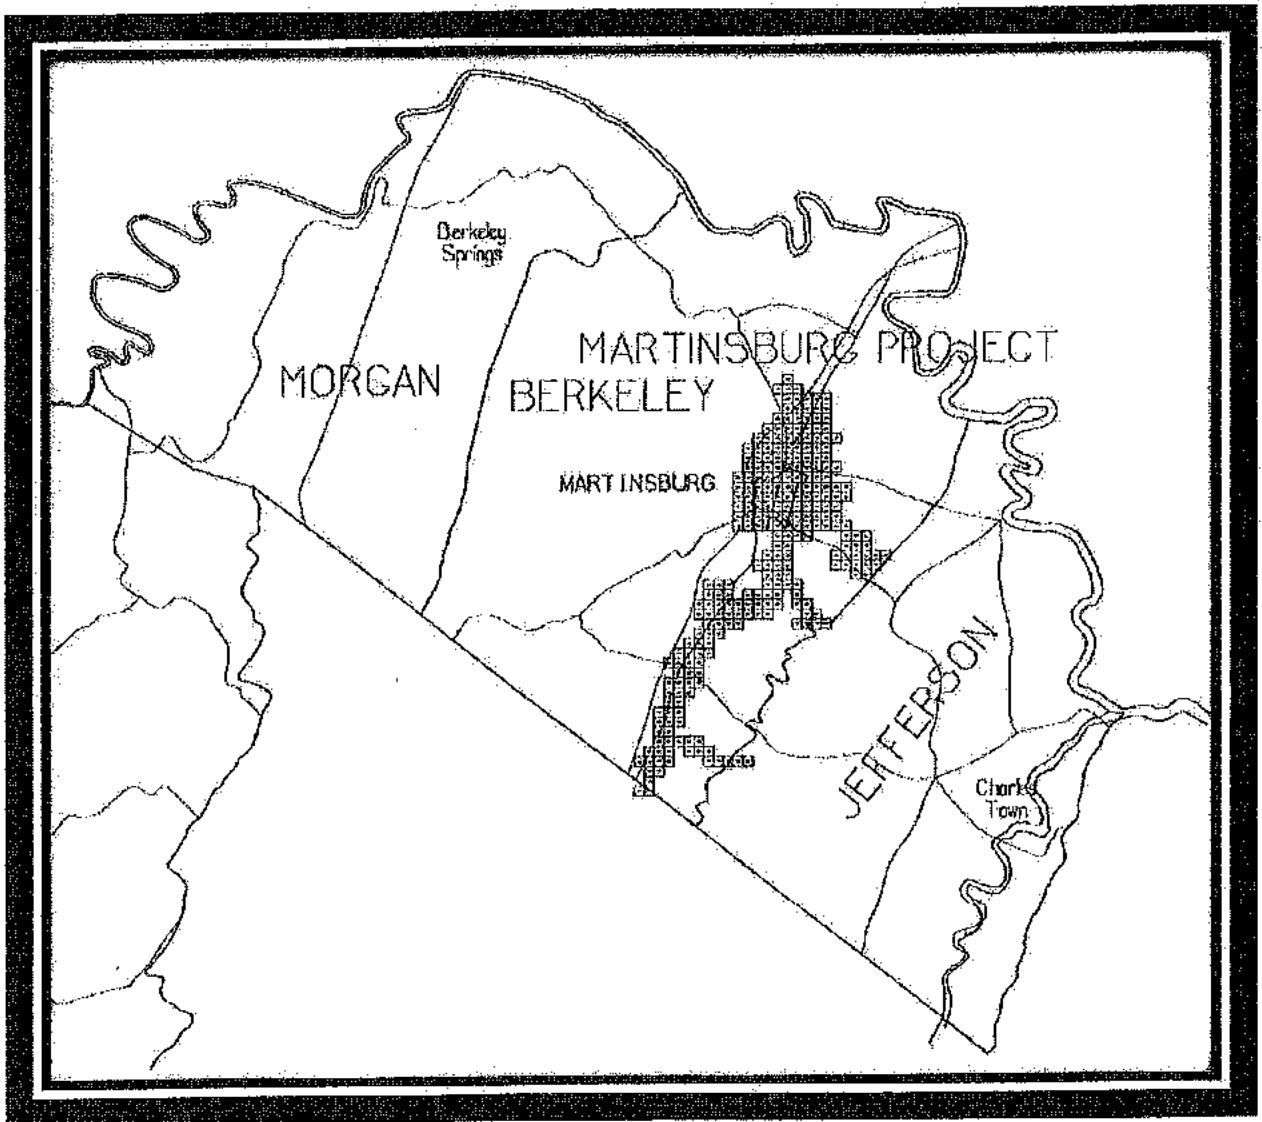 Berkeley
Springs
MARTINSBURG PROJECT
MORGAN
BERKELEY
MARTINSBURG
JEFFERSON
Charles
Town